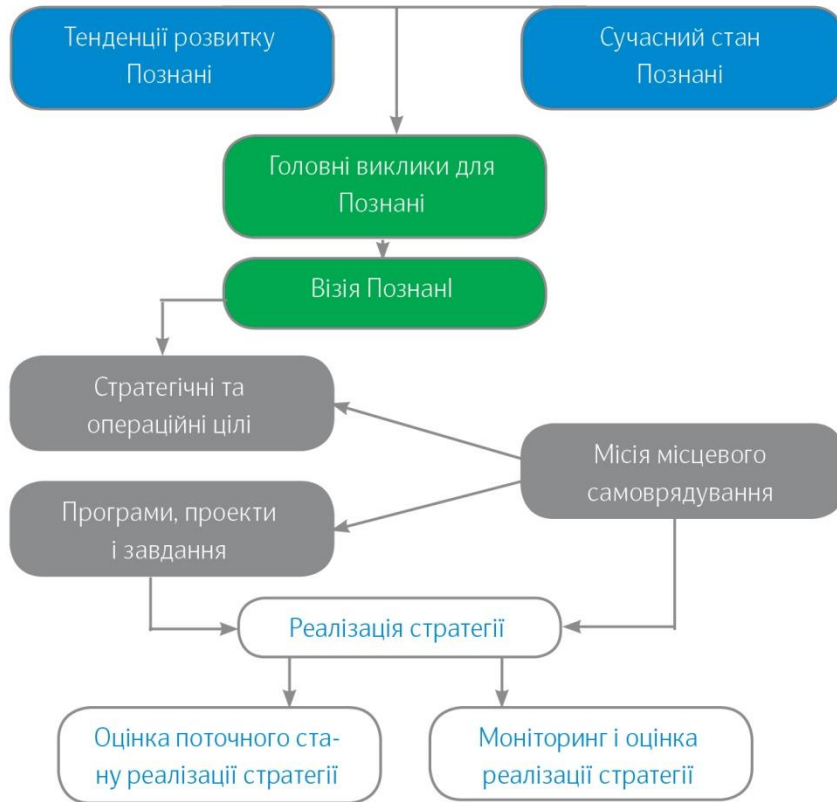 Тенденції розвитку
Познані
Сучасний стан
Познані
Головні виклики для
Познані
Візія ПознанІ
Стратегічні та
операційні цілі
Місія місцевого
самоврядування
Програми, проекти
і завдання
Реалізація стратегії
Оцінка поточного ста-
ну реалізації стратегії
Моніторинг і оцінка
реалізації стратегії